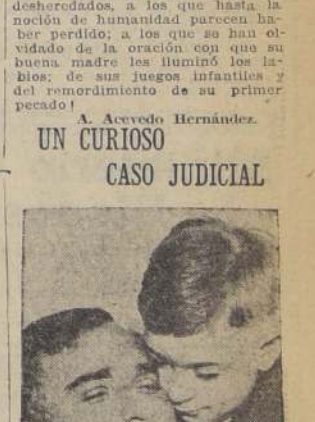 desheredados, a los que hasta la
noción de humanidad parecen ha-
ber perdido; a los que se han ol-
vidado de la oración con que su
buena madre les iluminó los la-
bios; de sus juegos infantiles y
del remordimiento de su primer
pecado!
A. Acevedo Hernández.
UN CURIOSO
CASO JUDICIAL